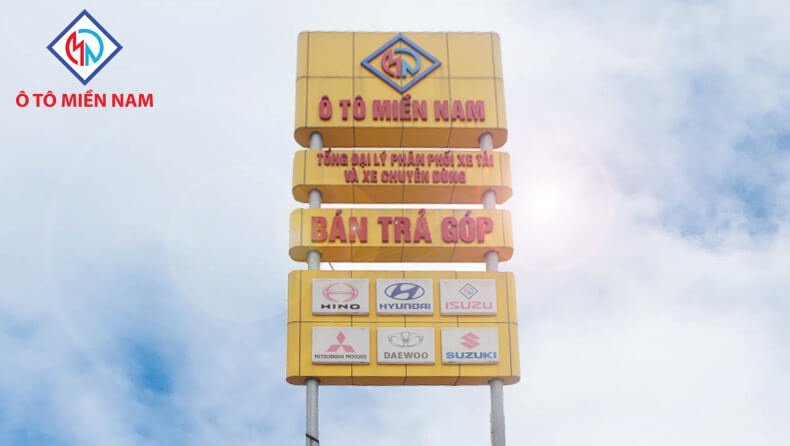 Ô TÔ MIỀN NAM
Ô TÔ MIỀN NAM
TỔNG ĐẠI LÝ PHÂN PHỐI XE TẢI
VÀ XE CHUYÊN DÙNG
BÁN TRẢ GÓP
HINO HYUNDAI ISUZU
MITSUBISHI MOTORS DAEWOO SUZUKI